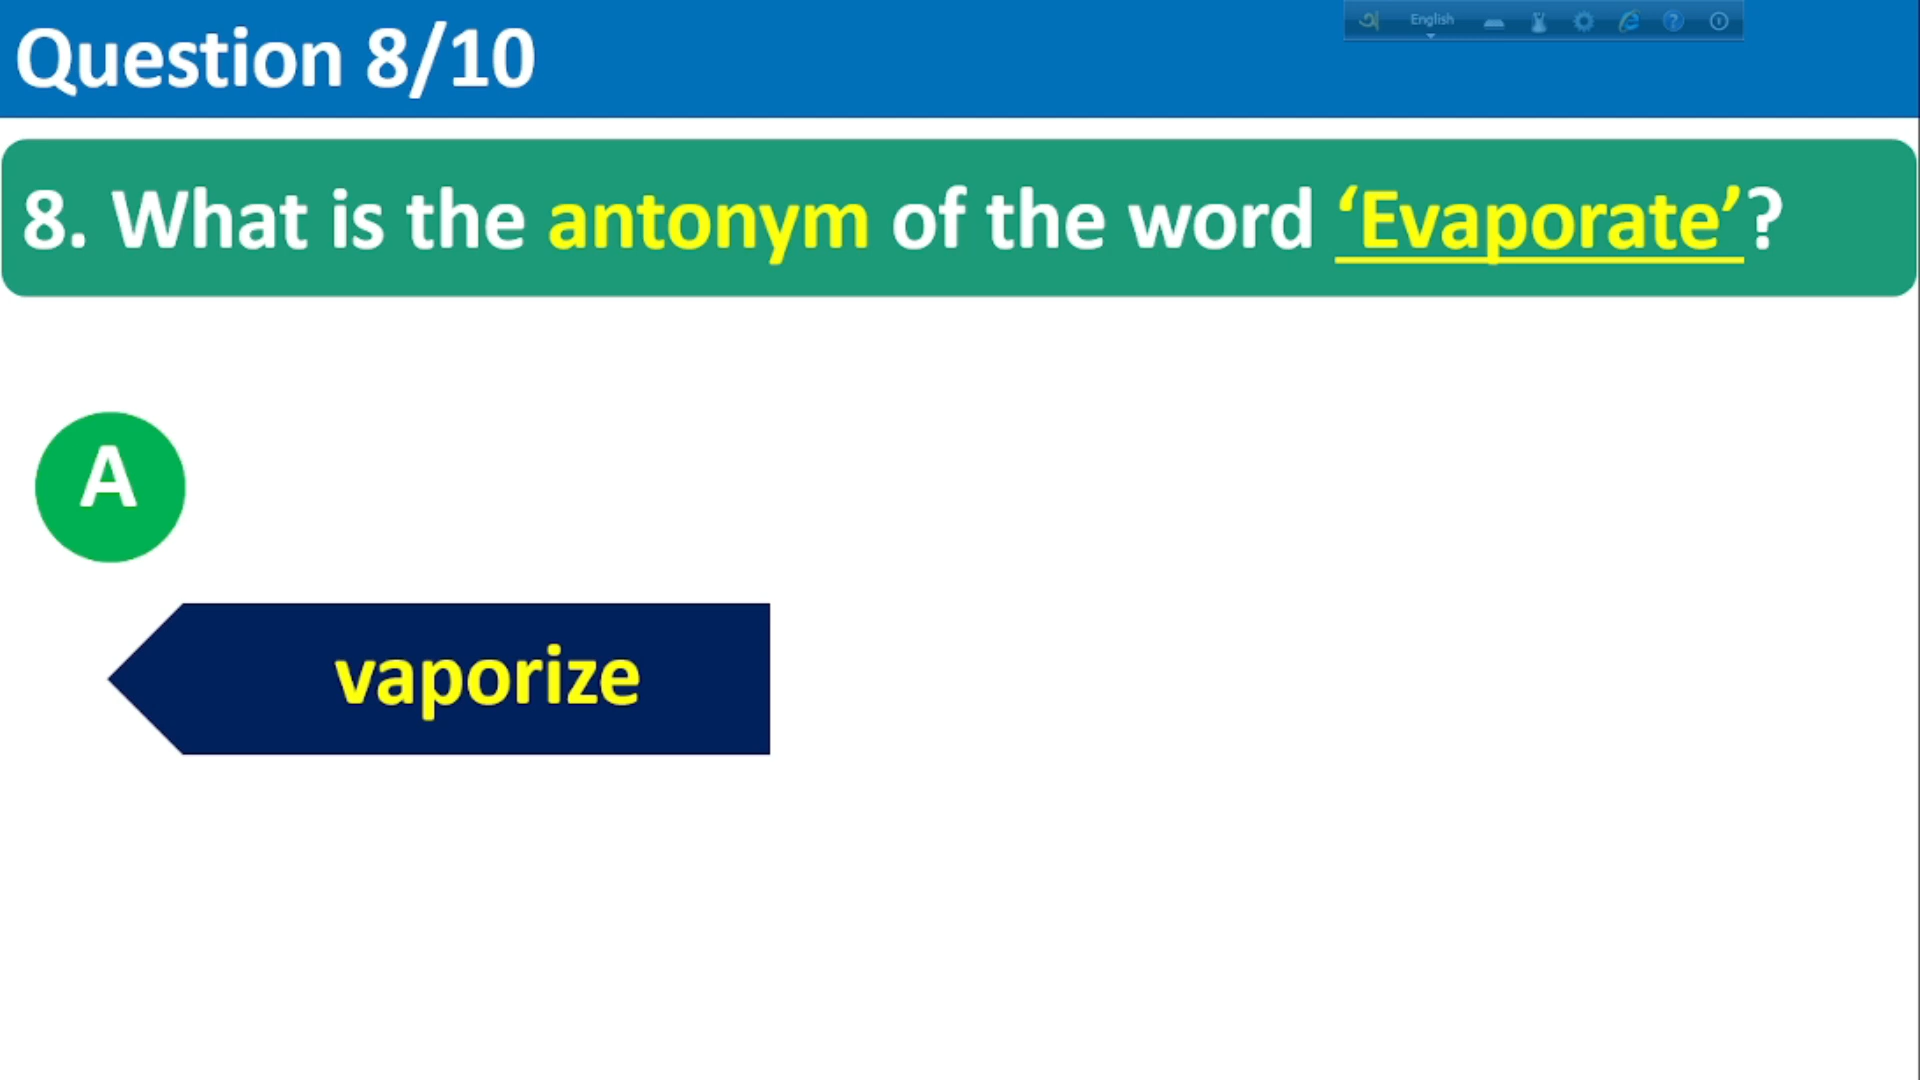 Question 8/10
English
8. What is the antonym of the word ‘Evaporate’?
A
vaporize